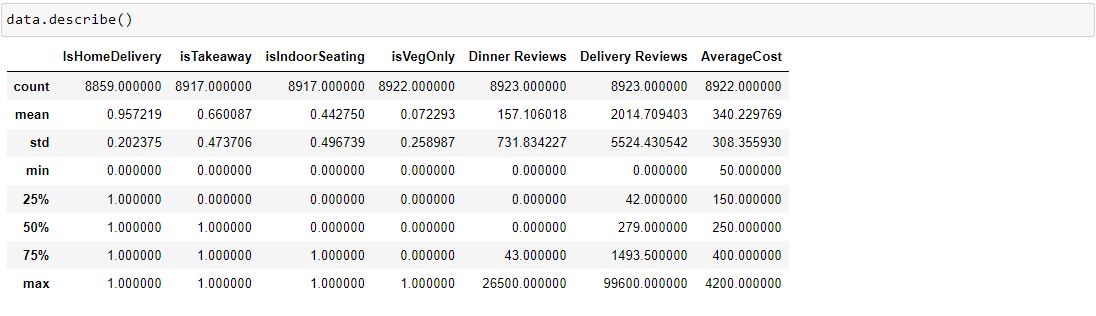 data.describe()
IsHomeDelivery isTakeaway isIndoorSeating isVegOnly Dinner Reviews Delivery Reviews AverageCost
count 8859.000000 8917.000000 8917.000000 8922.000000 8923.000000 8923.000000 8922.000000
mean 0.957219 0.660087 0.442750 0.072293 157.106018 2014.709403 340.229769
std 0.202375 0.473706 0.496739 0.258987 731.834227 5524.430542 308.355930
min 0.000000 0.000000 0.000000 0.000000 0.000000 0.000000 50.000000
25% 1.000000 0.000000 0.000000 0.000000 0.000000 42.000000 150.000000
50% 1.000000 1.000000 0.000000 0.000000 0.000000 279.000000 250.000000
75% 1.000000 1.000000 1.000000 0.000000 43.000000 1493.500000 400.000000
max 1.000000 1.000000 1.000000 1.000000 26500.000000 99600.000000 4200.000000